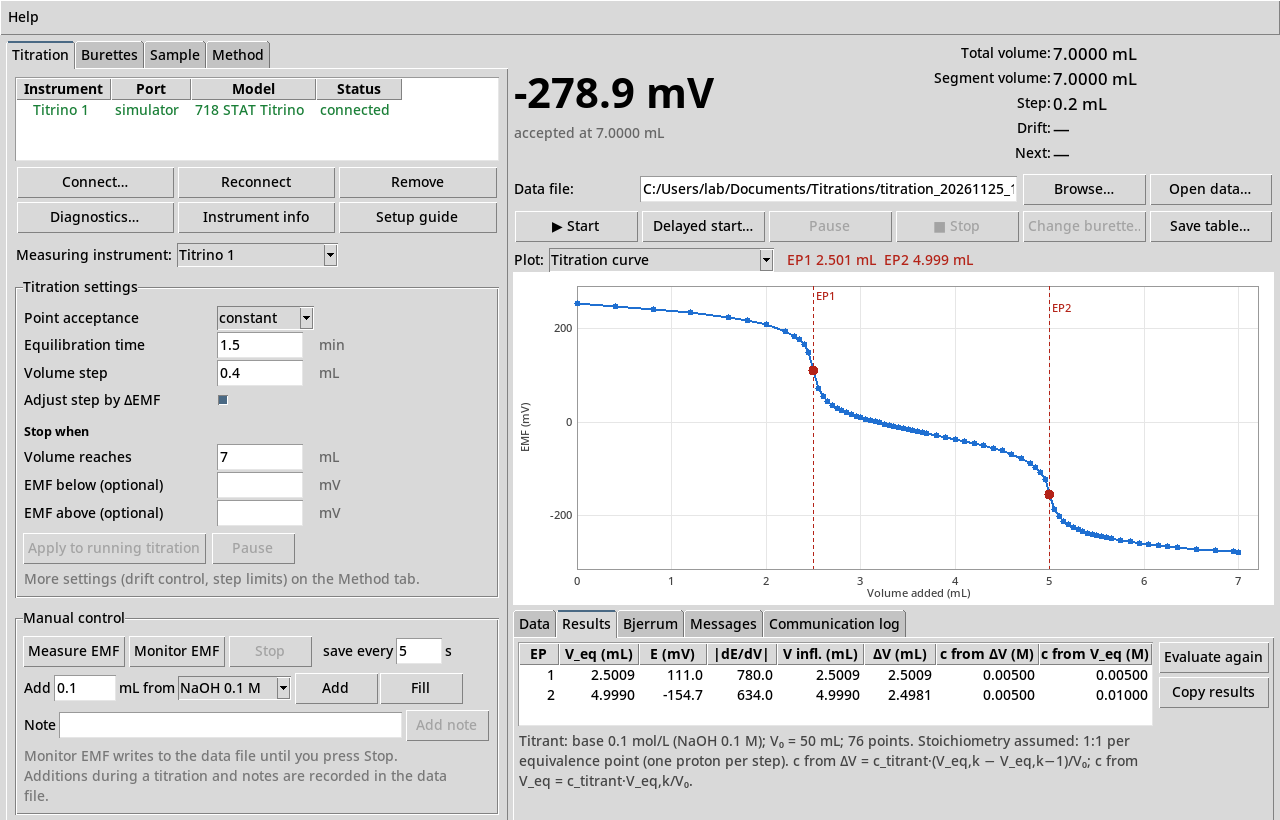 Help
Titration Burettes Sample Method
Instrument Port Model Status
Titrino 1 simulator 718 STAT Titrino connected
Connect... Reconnect Remove
Diagnostics... Instrument info Setup guide
Measuring instrument: Titrino 1
Titration settings
Point acceptance constant
Equilibration time 1.5 min
Volume step 0.4 mL
Adjust step by ΔEMF
Stop when
Volume reaches 7 mL
EMF below (optional) mV
EMF above (optional) mV
Apply to running titration Pause
More settings (drift control, step limits) on the Method tab.
Manual control
Measure EMF Monitor EMF Stop save every 5 s
Add 0.1 mL from NaOH 0.1 M Add Fill
Note Add note
Monitor EMF writes to the data file until you press Stop.
Additions during a titration and notes are recorded in the data
file.
-278.9 mV
accepted at 7.0000 mL
Total volume: 7.0000 mL
Segment volume: 7.0000 mL
Step: 0.2 mL
Drift: —
Next: —
Data file: C:/Users/lab/Documents/Titrations/titration_20261125_1 Browse... Open data...
▶ Start Delayed start... Pause ■ Stop Change burette.. Save table...
Plot: Titration curve EP1 2.501 mL EP2 4.999 mL
EP1
EP2
200
0
-200
EMF (mV)
0 1 2 3 4 5 6 7
Volume added (mL)
Data Results Bjerrum Messages Communication log
EP V_eq (mL) E (mV) |dE/dV| V infl. (mL) ΔV (mL) c from ΔV (M) c from V_eq (M)
1 2.5009 111.0 780.0 2.5009 2.5009 0.00500 0.00500
2 4.9990 -154.7 634.0 4.9990 2.4981 0.00500 0.01000
Evaluate again
Copy results
Titrant: base 0.1 mol/L (NaOH 0.1 M); V₀ = 50 mL; 76 points. Stoichiometry assumed: 1:1 per
equivalence point (one proton per step). c from ΔV = c_titrant·(V_eq,k − V_eq,k−1)/V₀; c from
V_eq = c_titrant·V_eq,k/V₀.